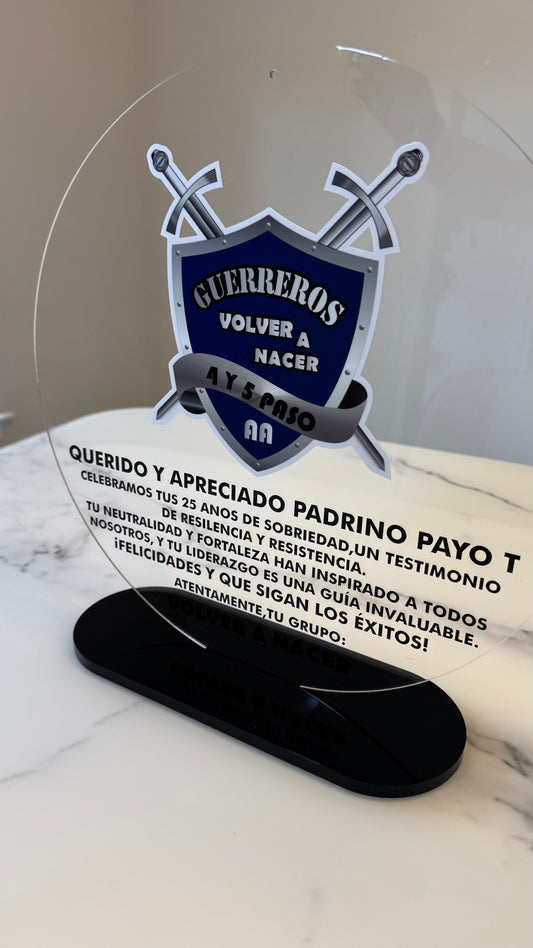 GUERREROS
VOLVER A
NACER
4 Y 5 PASO
AA
QUERIDO Y APRECIADO PADRINO PAYO T
CELEBRAMOS TUS 25 ANOS DE SOBRIEDAD,UN TESTIMONIO
DE RESILENCIA Y RESISTENCIA.
TU NEUTRALIDAD Y FORTALEZA HAN INSPIRADO A TODOS
NOSOTROS, Y TU LIDERAZGO ES UNA GUÍA INVALUABLE.
¡FELICIDADES Y QUE SIGAN LOS ÉXITOS!
ATENTAMENTE,TU GRUPO:
VOLVER A NACER